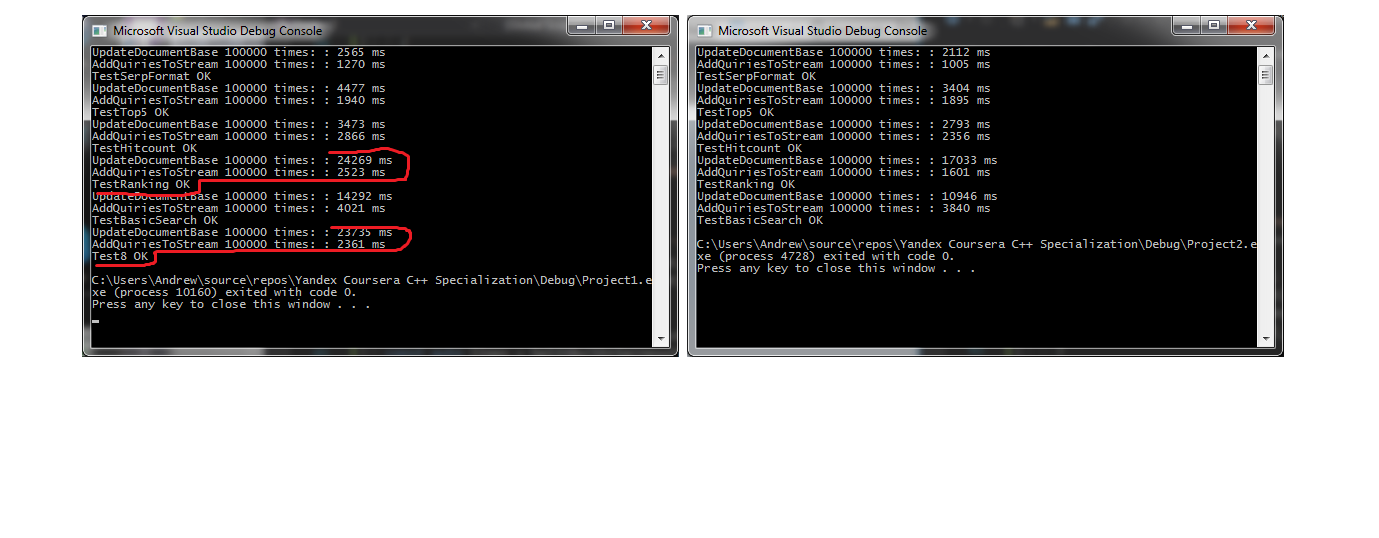 Microsoft Visual Studio Debug Console
UpdateDocumentBase 100000 times: : 2565 ms
AddQuiriesToStream 100000 times: : 1270 ms
TestSerpFormat OK
UpdateDocumentBase 100000 times: : 4477 ms
AddQuiriesToStream 100000 times: : 1940 ms
TestTop5 OK
UpdateDocumentBase 100000 times: : 3473 ms
AddQuiriesToStream 100000 times: : 2866 ms
TestHitcount OK
UpdateDocumentBase 100000 times: : 24269 ms
AddQuiriesToStream 100000 times: : 2523 ms
TestRanking OK
UpdateDocumentBase 100000 times: : 14292 ms
AddQuiriesToStream 100000 times: : 4021 ms
TestBasicSearch OK
UpdateDocumentBase 100000 times: : 23735 ms
AddQuiriesToStream 100000 times: : 2361 ms
Test8 OK
C:\Users\Andrew\source\repos\Yandex Coursera C++ Specialization\Debug\Project1.e
xe (process 10160) exited with code 0.
Press any key to close this window . . .
Microsoft Visual Studio Debug Console
UpdateDocumentBase 100000 times: : 2112 ms
AddQuiriesToStream 100000 times: : 1005 ms
TestSerpFormat OK
UpdateDocumentBase 100000 times: : 3404 ms
AddQuiriesToStream 100000 times: : 1895 ms
TestTop5 OK
UpdateDocumentBase 100000 times: : 2793 ms
AddQuiriesToStream 100000 times: : 2356 ms
TestHitcount OK
UpdateDocumentBase 100000 times: : 17033 ms
AddQuiriesToStream 100000 times: : 1601 ms
TestRanking OK
UpdateDocumentBase 100000 times: : 10946 ms
AddQuiriesToStream 100000 times: : 3840 ms
TestBasicSearch OK
C:\Users\Andrew\source\repos\Yandex Coursera C++ Specialization\Debug\Project2.e
xe (process 4728) exited with code 0.
Press any key to close this window . . .